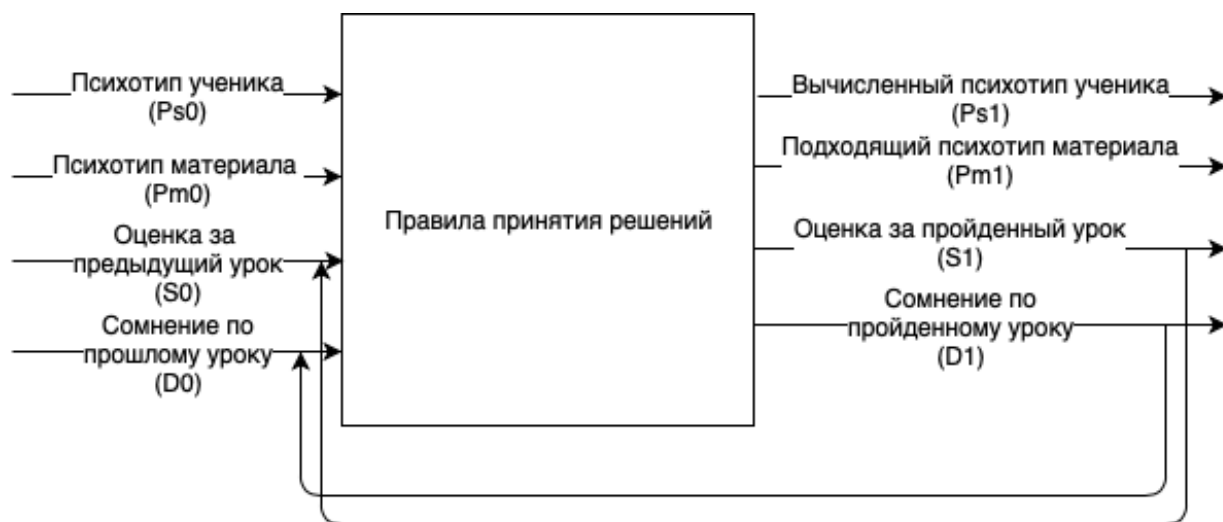 Психотип ученика
(Ps0)
Психотип материала
(Pm0)
Оценка за
предыдущий урок
(S0)
Сомнение по
прошлому уроку
(D0)
Правила принятия решений
Вычисленный психотип ученика
(Ps1)
Подходящий психотип материала
(Pm1)
Оценка за пройденный урок
(S1)
Сомнение по
пройденному уроку
(D1)